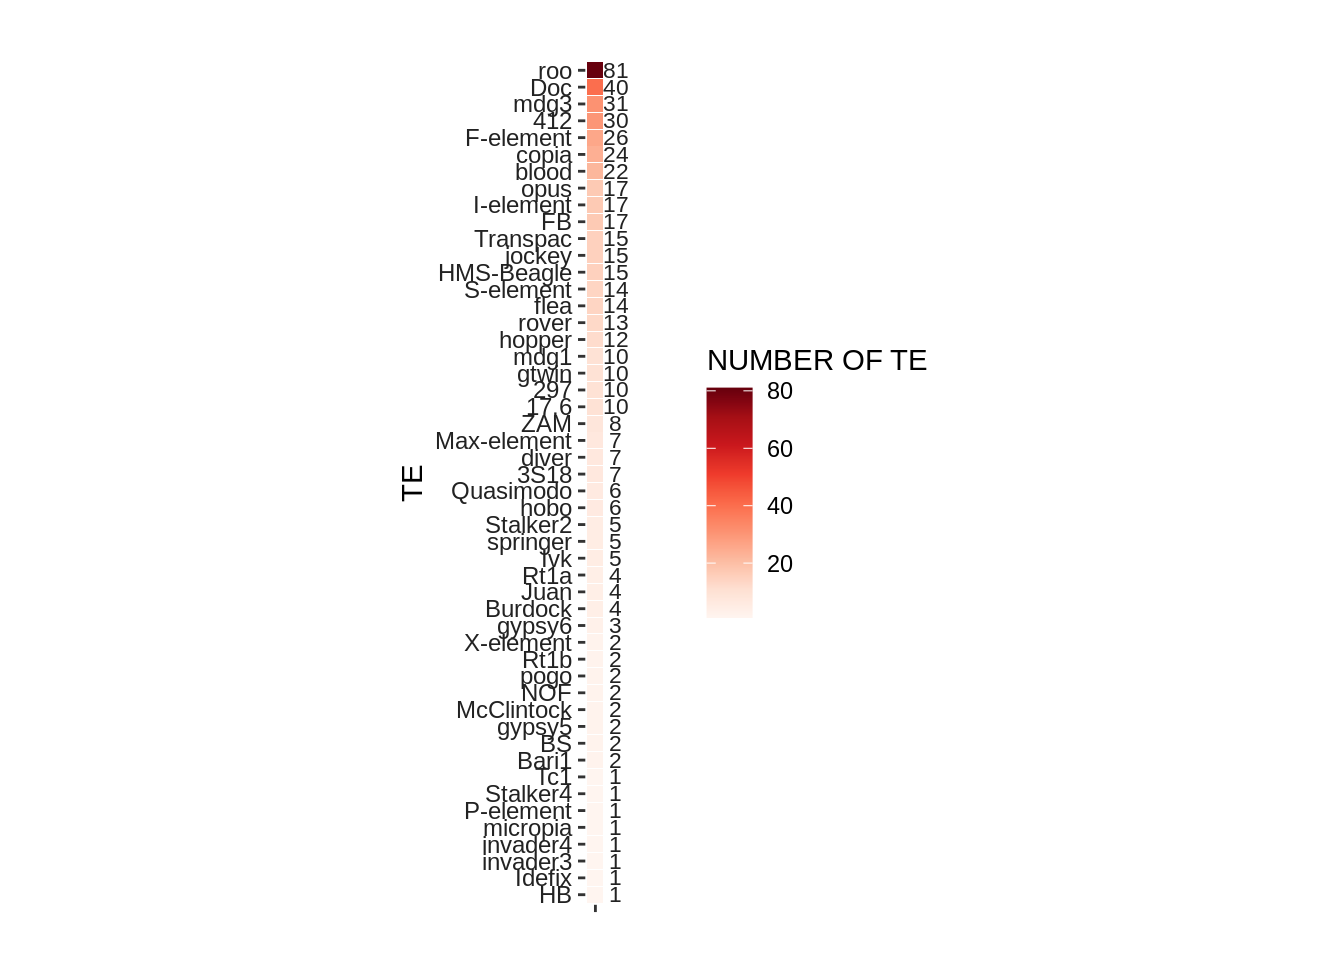 roo 81
Doc 40
mdg3 31
412 30
F-element 26
copia 24
blood 22
opus 17
I-element 17
FB 17
Transpac 15
jockey 15
HMS-Beagle 15
S-element 14
flea 14
rover 13
hopper 12
mdg1 10
gtwin 10
297 10
17.6 10
ZAM 8
Max-element 7
diver 7
3S18 7
Quasimodo 6
hobo 6
Stalker2 5
springer 5
Ivk 5
Rt1a 4
Juan 4
Burdock 4
gypsy6 3
X-element 2
Rt1b 2
pogo 2
NOF 2
McClintock 2
gypsy5 2
BS 2
Bari1 2
Tc1 1
Stalker4 1
P-element 1
micropia 1
invader4 1
invader3 1
Idefix 1
HB 1
TE
NUMBER OF TE
80
60
40
20